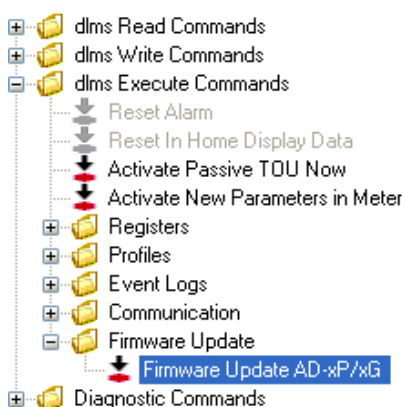 dlms Read Commands
dlms Write Commands
dlms Execute Commands
Reset Alarm
Reset In Home Display Data
Activate Passive TOU Now
Activate New Parameters in Meter
Registers
Profiles
Event Logs
Communication
Firmware Update
Firmware Update AD-xP/xG
Diagnostic Commands